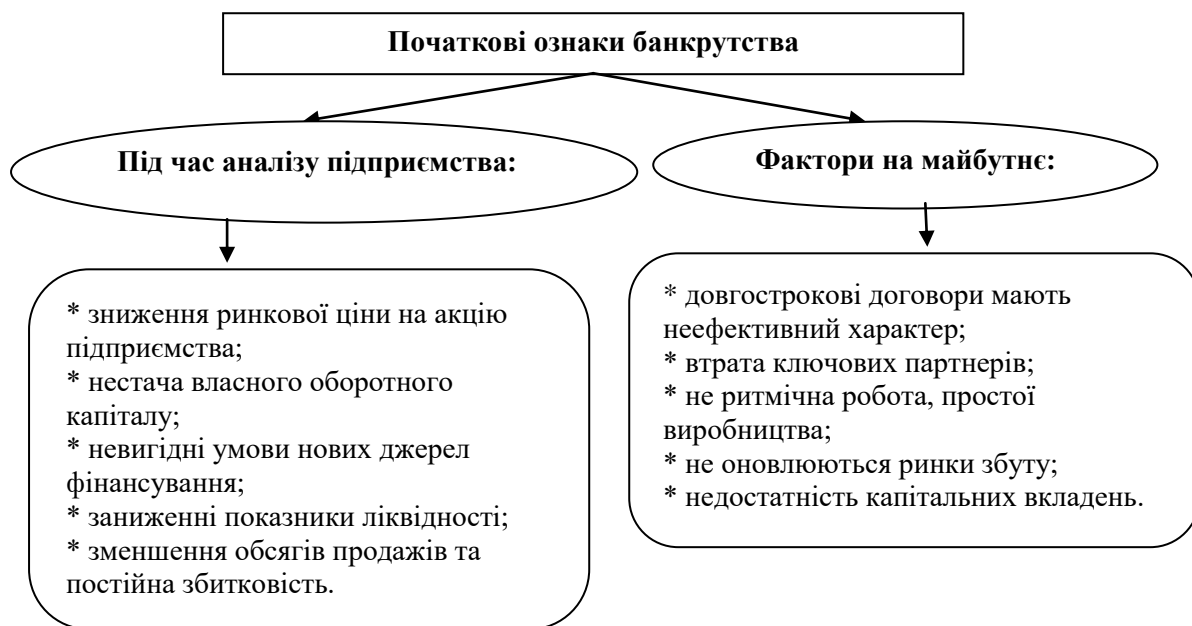 Початкові ознаки банкрутства
Під час аналізу підприємства:
Фактори на майбутнє:
* зниження ринкової ціни на акцію
підприємства;
* нестача власного оборотного
капіталу;
* невигідні умови нових джерел
фінансування;
* заниженні показники ліквідності;
* зменшення обсягів продажів та
постійна збитковість.
* довгострокові договори мають
неефективний характер;
* втрата ключових партнерів;
* не ритмічна робота, простої
виробництва;
* не оновлюються ринки збуту;
* недостатність капітальних вкладень.